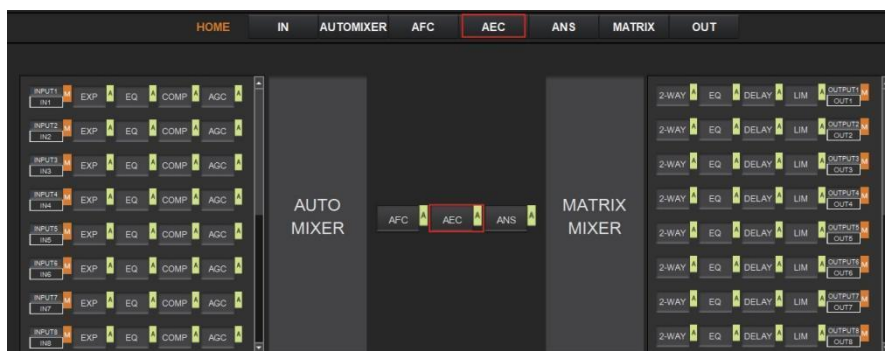 HOME IN AUTOMIXER AFC AEC ANS MATRIX OUT
INPUT1 M EXP A EQ A COMP A AGC A
IN1
INPUT2 M EXP A EQ A COMP A AGC A
IN2
INPUT3 M EXP A EQ A COMP A AGC A
IN3
INPUT4 M EXP A EQ A COMP A AGC A
IN4
INPUT5 M EXP A EQ A COMP A AGC A
IN5
INPUT6 M EXP A EQ A COMP A AGC A
IN6
INPUT7 M EXP A EQ A COMP A AGC A
IN7
INPUT8 M EXP A EQ A COMP A AGC A
IN8
AUTO
MIXER
AFC A AEC A ANS A
MATRIX
MIXER
2-WAY A EQ A DELAY A LIM A OUTPUT1 M
OUT1
2-WAY A EQ A DELAY A LIM A OUTPUT2 M
OUT2
2-WAY A EQ A DELAY A LIM A OUTPUT3 M
OUT3
2-WAY A EQ A DELAY A LIM A OUTPUT4 M
OUT4
2-WAY A EQ A DELAY A LIM A OUTPUT5 M
OUT5
2-WAY A EQ A DELAY A LIM A OUTPUT6 M
OUT6
2-WAY A EQ A DELAY A LIM A OUTPUT7 M
OUT7
2-WAY A EQ A DELAY A LIM A OUTPUT8 M
OUT8